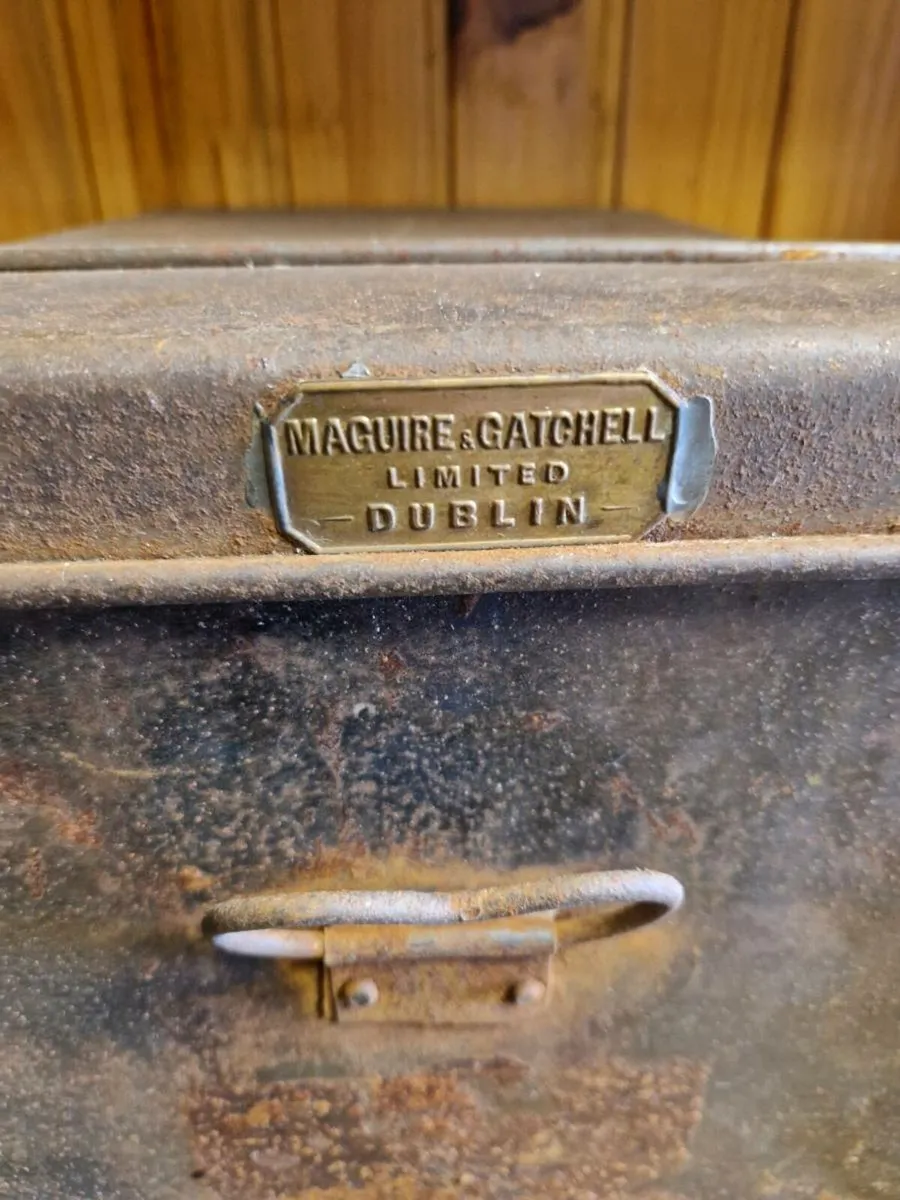 MAGUIRE & GATCHELL
LIMITED
– DUBLIN –